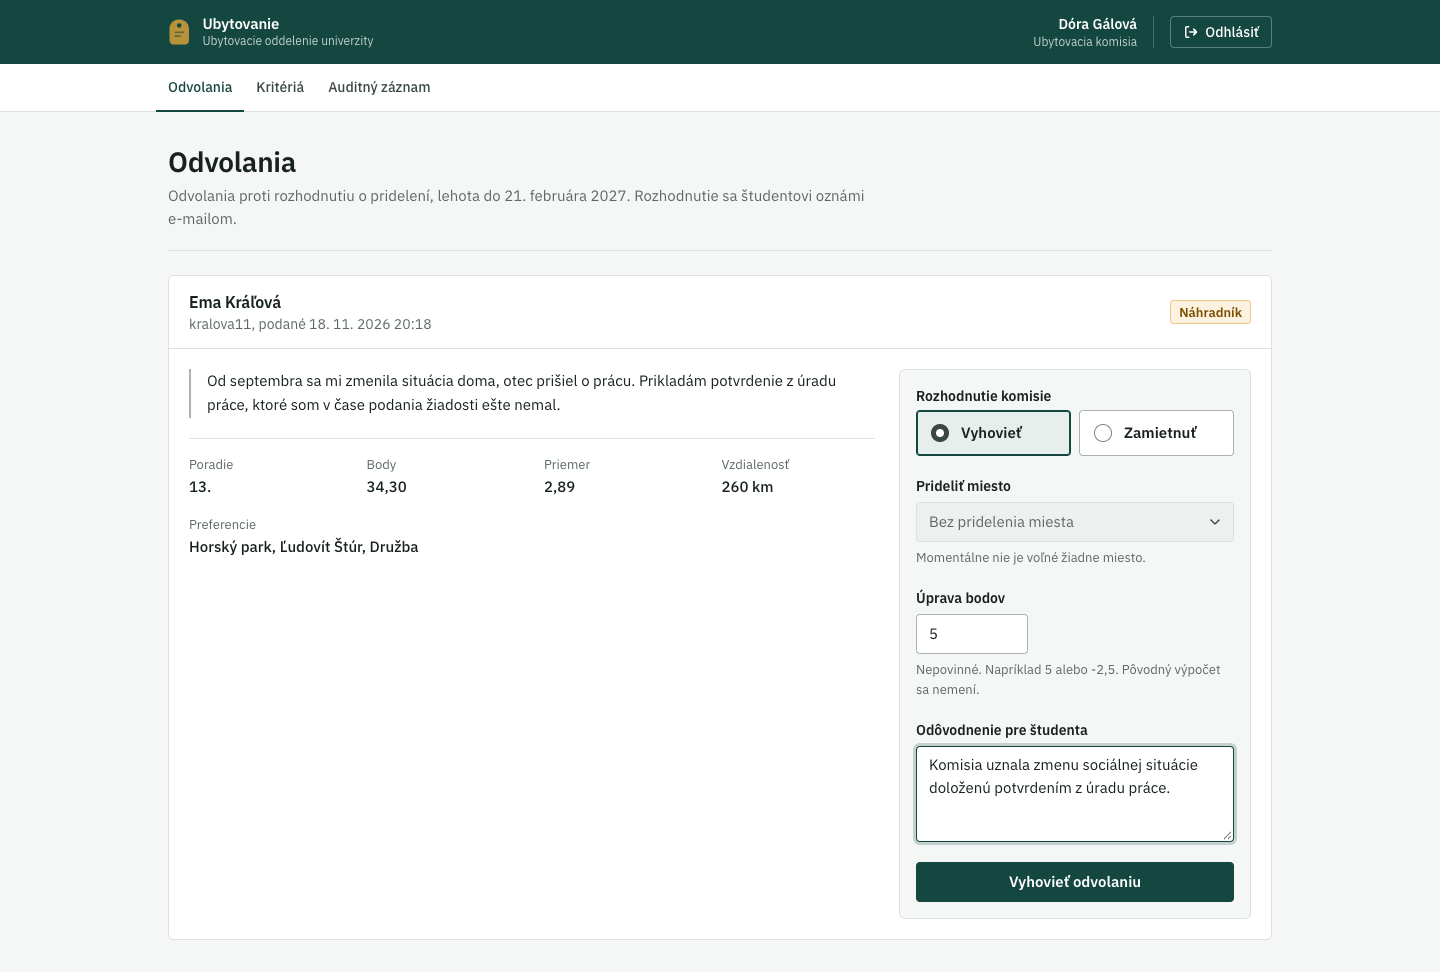 Ubytovanie
Ubytovacie oddelenie univerzity
Dóra Gálová
Ubytovacia komisia
Odhlásiť
Odvolania
Kritériá
Auditný záznam
Odvolania
Odvolania proti rozhodnutiu o pridelení, lehota do 21. februára 2027. Rozhodnutie sa študentovi oznámi
e-mailom.
Ema Kráľová
kralova11, podané 18. 11. 2026 20:18
Náhradník
Od septembra sa mi zmenila situácia doma, otec prišiel o prácu. Prikladám potvrdenie z úradu
práce, ktoré som v čase podania žiadosti ešte nemal.
Poradie
13.
Body
34,30
Priemer
2,89
Vzdialenosť
260 km
Preferencie
Horský park, Ľudovít Štúr, Družba
Rozhodnutie komisie
Vyhovieť
Zamietnuť
Prideliť miesto
Bez pridelenia miesta
Momentálne nie je voľné žiadne miesto.
Úprava bodov
5
Nepovinné. Napríklad 5 alebo -2,5. Pôvodný výpočet
sa nemení.
Odôvodnenie pre študenta
Komisia uznala zmenu sociálnej situácie
doloženú potvrdením z úradu práce.
Vyhovieť odvolaniu